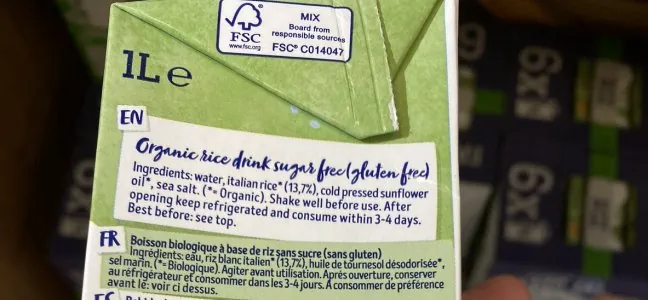 FSC
www.fsc.org
MIX
Board from
responsible sources
FSC® C014047
1L e
EN
Organic rice drink sugar free (gluten free)
Ingredients: water, italian rice* (13,7%), cold pressed sunflower
oil*, sea salt. (*= Organic). Shake well before use. After
opening keep refrigerated and consume within 3-4 days.
Best before: see top.
FR
Boisson biologique à base de riz sans sucre (sans gluten)
Ingrédients: eau, riz blanc italien* (13,7%), huile de tournesol désodorisée*,
sel marin. (*= Biologique). Agiter avant utilisation. Après ouverture, conserver
au réfrigérateur et consommer dans les 3-4 jours. A consommer de préférence
avant le: voir ci dessus.